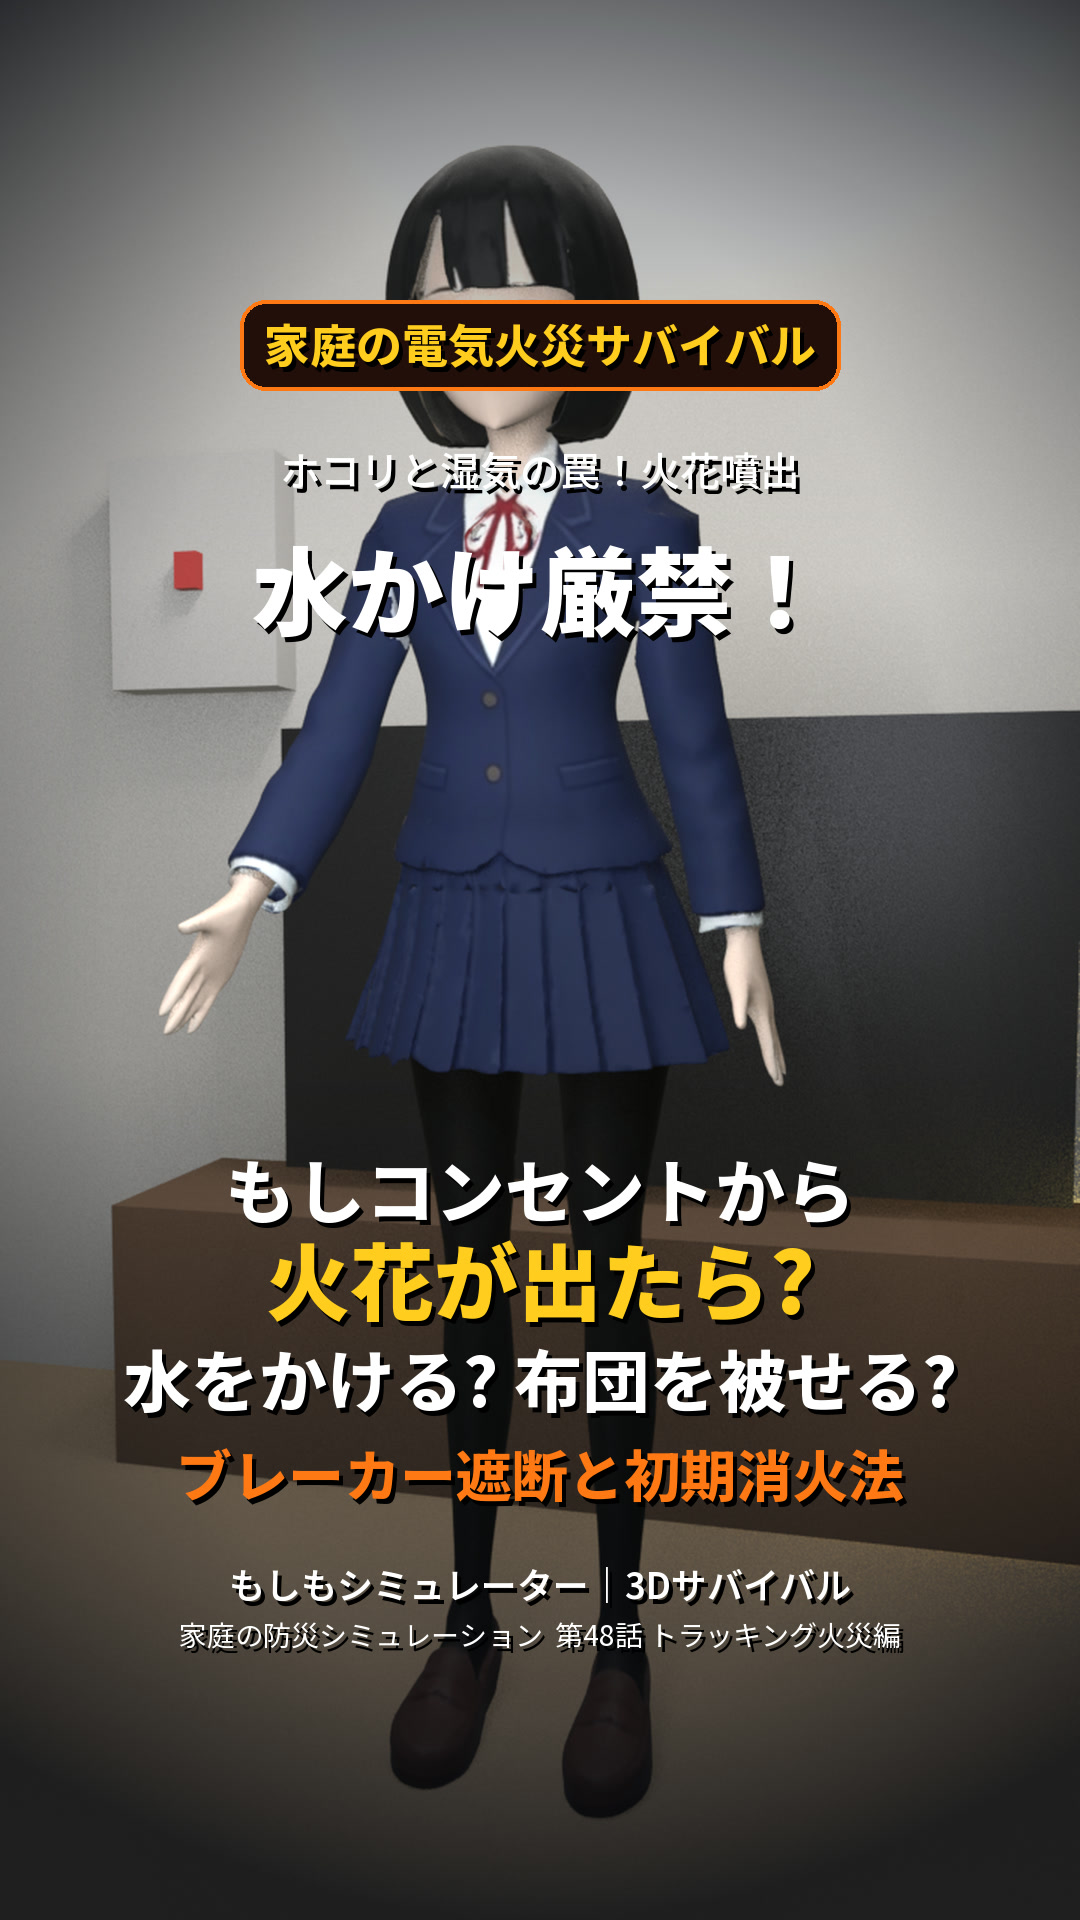 家庭の電気火災サバイバル
ホコリと湿気の罠！火花噴出
水かけ厳禁！
もしコンセントから
火花が出たら?
水をかける? 布団を被せる?
ブレーカー遮断と初期消火法
もしもシミュレーター｜3Dサバイバル
家庭の防災シミュレーション 第48話 トラッキング火災編